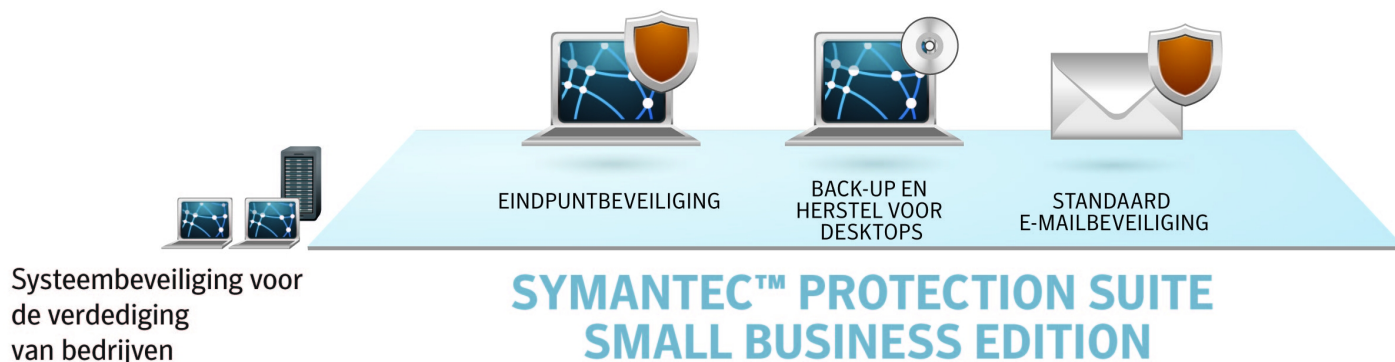 EINDPUNTBEVEILIGING
BACK-UP EN
HERSTEL VOOR
DESKTOPS
STANDAARD
E-MAILBEVEILIGING
Systeembeveiliging voor
de verdediging
van bedrijven
SYMANTEC™ PROTECTION SUITE
SMALL BUSINESS EDITION